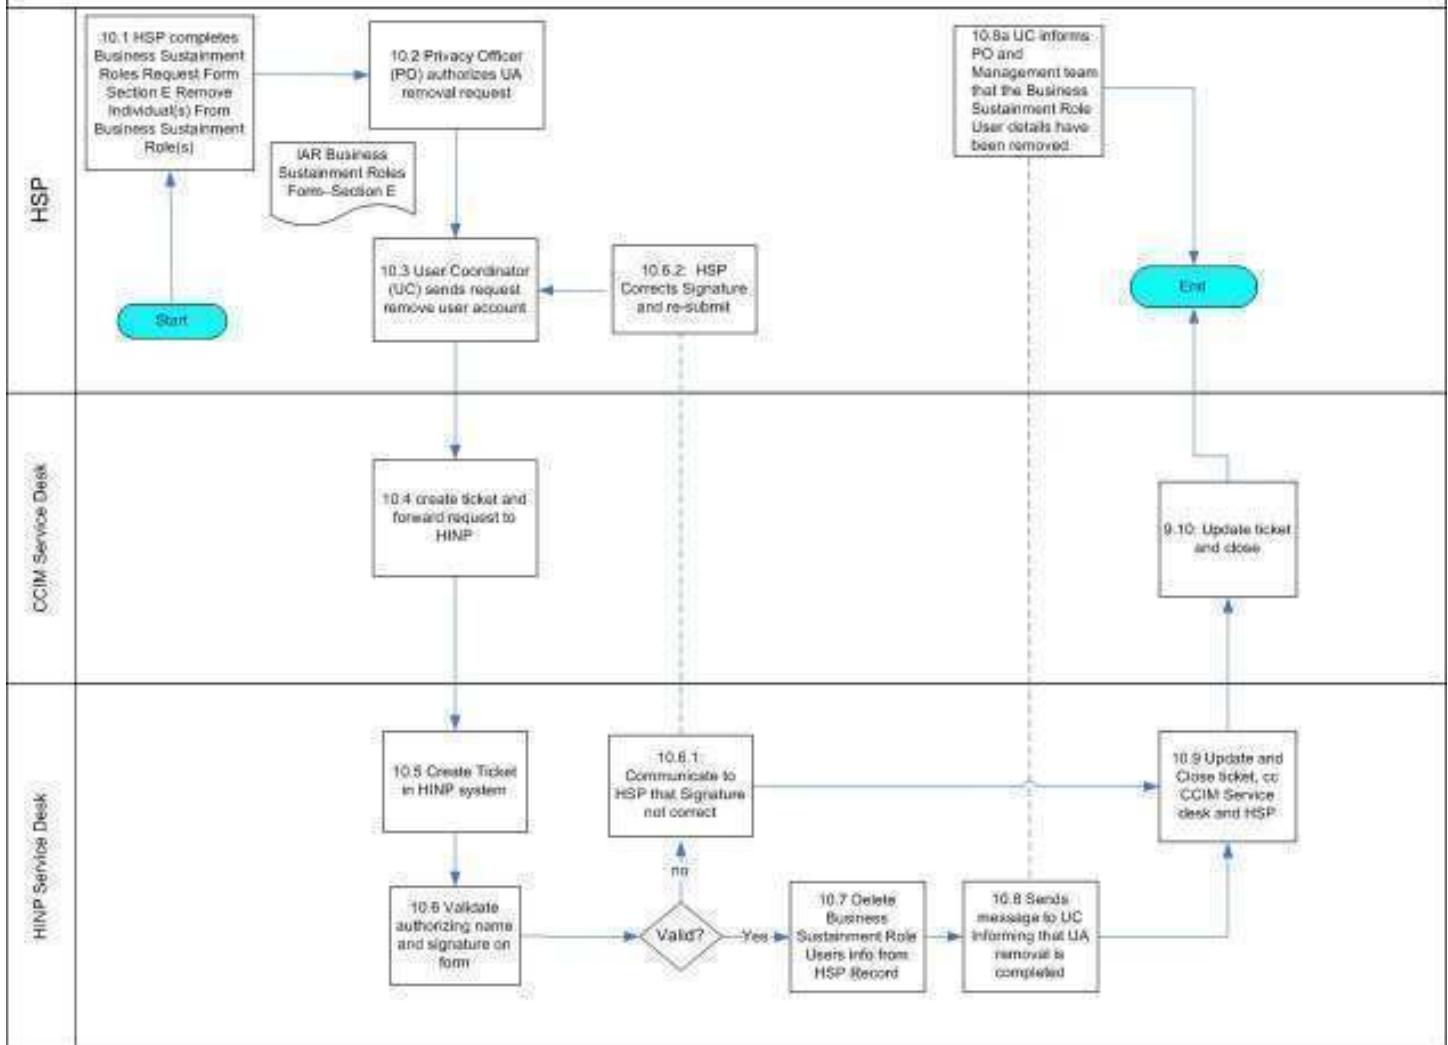 HSP
10.1 HSP completes
Business Sustainment
Roles Request Form
Section E Remove
Individual(s) From
Business Sustainment
Role(s)
10.2 Privacy Officer
(PO) authorizes UA
removal request
IAR Business
Sustainment Roles
Form–Section E
10.3 User Coordinator
(UC) sends request
remove user account
10.6.2: HSP
Corrects Signature
and re-submit
Start
10.8a UC informs
PO and
Management team
that the Business
Sustainment Role
User details have
been removed
End
CCIM Service Desk
10.4 create ticket and
forward request to
HINP
9.10: Update ticket
and close
HINP Service Desk
10.5 Create Ticket
in HINP system
10.6.1:
Communicate to
HSP that Signature
not correct
10.9 Update and
Close ticket, cc
CCIM Service
desk and HSP
no
10.6 Validate
authorizing name
and signature on
form
Valid?
Yes
10.7 Delete
Business
Sustainment Role
Users info from
HSP Record
10.8 Sends
message to UC
Informing that UA
removal is
completed